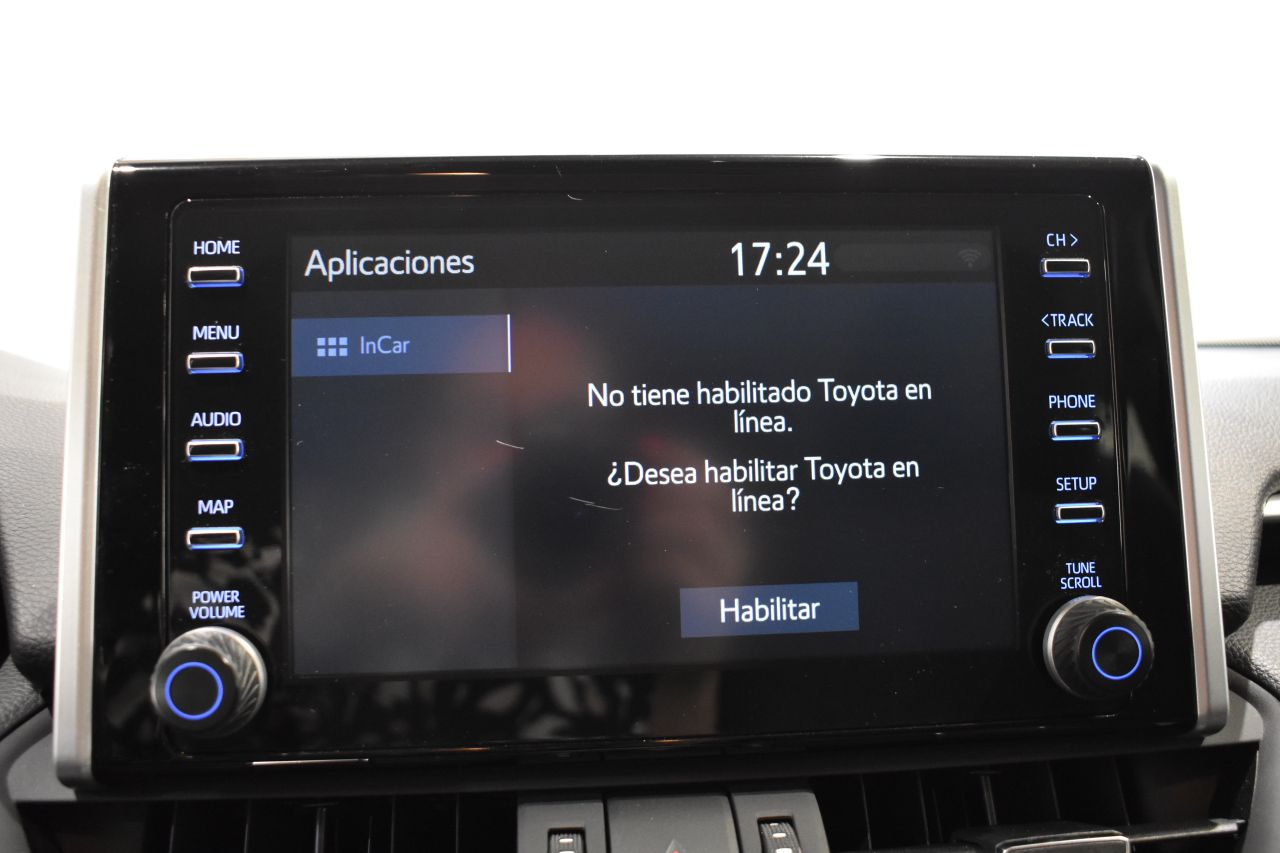 HOME
MENU
AUDIO
MAP
POWER
VOLUME
Aplicaciones
17:24
InCar
No tiene habilitado Toyota en
línea.
¿Desea habilitar Toyota en
línea?
Habilitar
CH >
<TRACK
PHONE
SETUP
TUNE
SCROLL